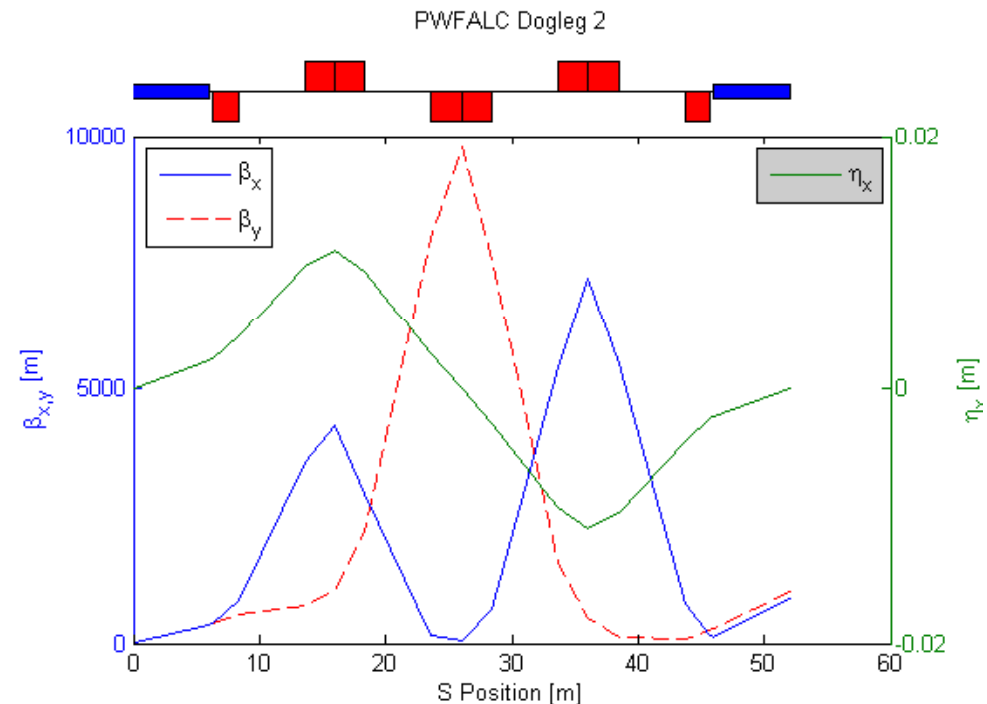 PWFALC Dogleg 2
10000
5000
0
β_x,y [m]
β_x
β_y
η_x
0.02
0
-0.02
η_x [m]
0 10 20 30 40 50 60
S Position [m]